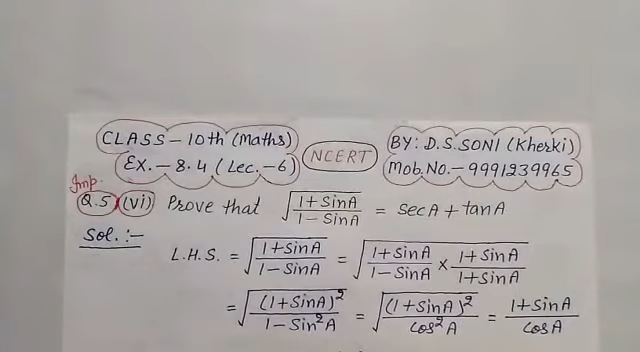 CLASS - 10th (Maths)
EX. - 8.4 (Lec. - 6)
NCERT
BY: D.S.SONI (Kherki)
Mob. No. - 9991239965
Imp.
Q.5 (vi) Prove that √((1+SinA)/(1-SinA)) = secA + tanA
Sol. :-
L.H.S. = √((1+SinA)/(1-SinA)) = √((1+SinA)/(1-SinA) × (1+SinA)/(1+SinA))
= √((1+SinA)²/(1-Sin²A)) = √((1+SinA)²/cos²A) = (1+SinA)/cosA